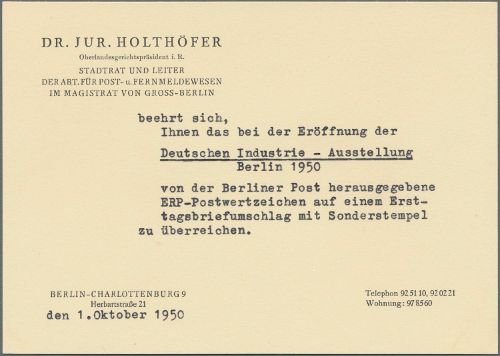 DR. JUR. HOLTHÖFER
Oberlandesgerichtspräsident i. R.
STADTRAT UND LEITER
DER ABT. FÜR POST- u. FERNMELDEWESEN
IM MAGISTRAT VON GROSS-BERLIN
beehrt sich,
Ihnen das bei der Eröffnung der
Deutschen Industrie - Ausstellung
Berlin 1950
von der Berliner Post herausgegebene
ERP-Postwertzeichen auf einem Erst-
tagsbriefumschlag mit Sonderstempel
zu überreichen.
BERLIN-CHARLOTTENBURG 9
Herbartstraße 21
den 1.Oktober 1950
Telephon 92 51 10, 92 02 21
Wohnung: 97 85 60